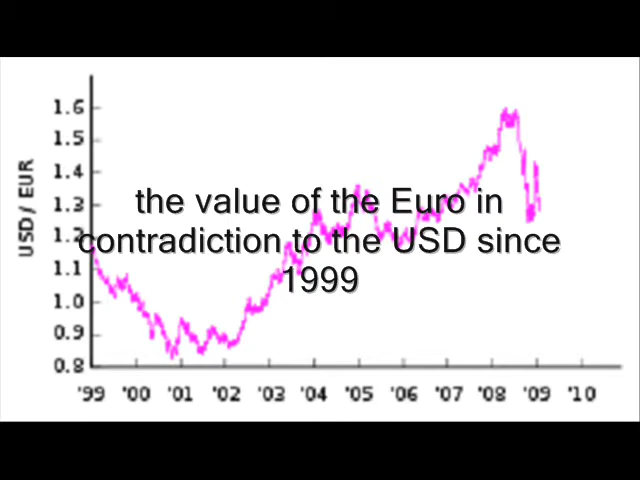 1.6
1.5
1.4
1.3
1.2
1.1
1.0
0.9
0.8
USD/ EUR
the value of the Euro in
contradiction to the USD since
1999
'99 '00 '01 '02 '03 '04 '05 '06 '07 '08 '09 '10